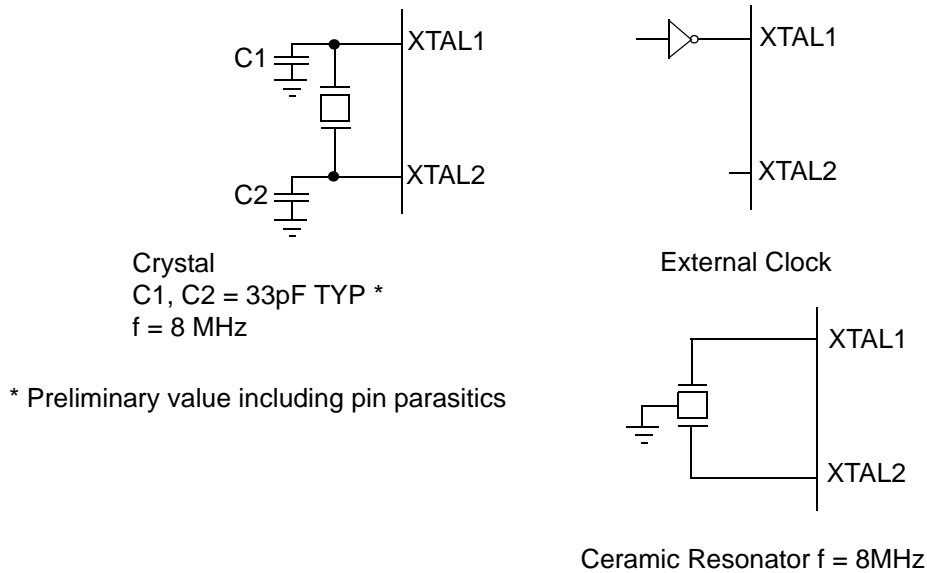 C1
XTAL1
C2
XTAL2
Crystal
C1, C2 = 33pF TYP *
f = 8 MHz
* Preliminary value including pin parasitics
XTAL1
XTAL2
External Clock
XTAL1
XTAL2
Ceramic Resonator f = 8MHz